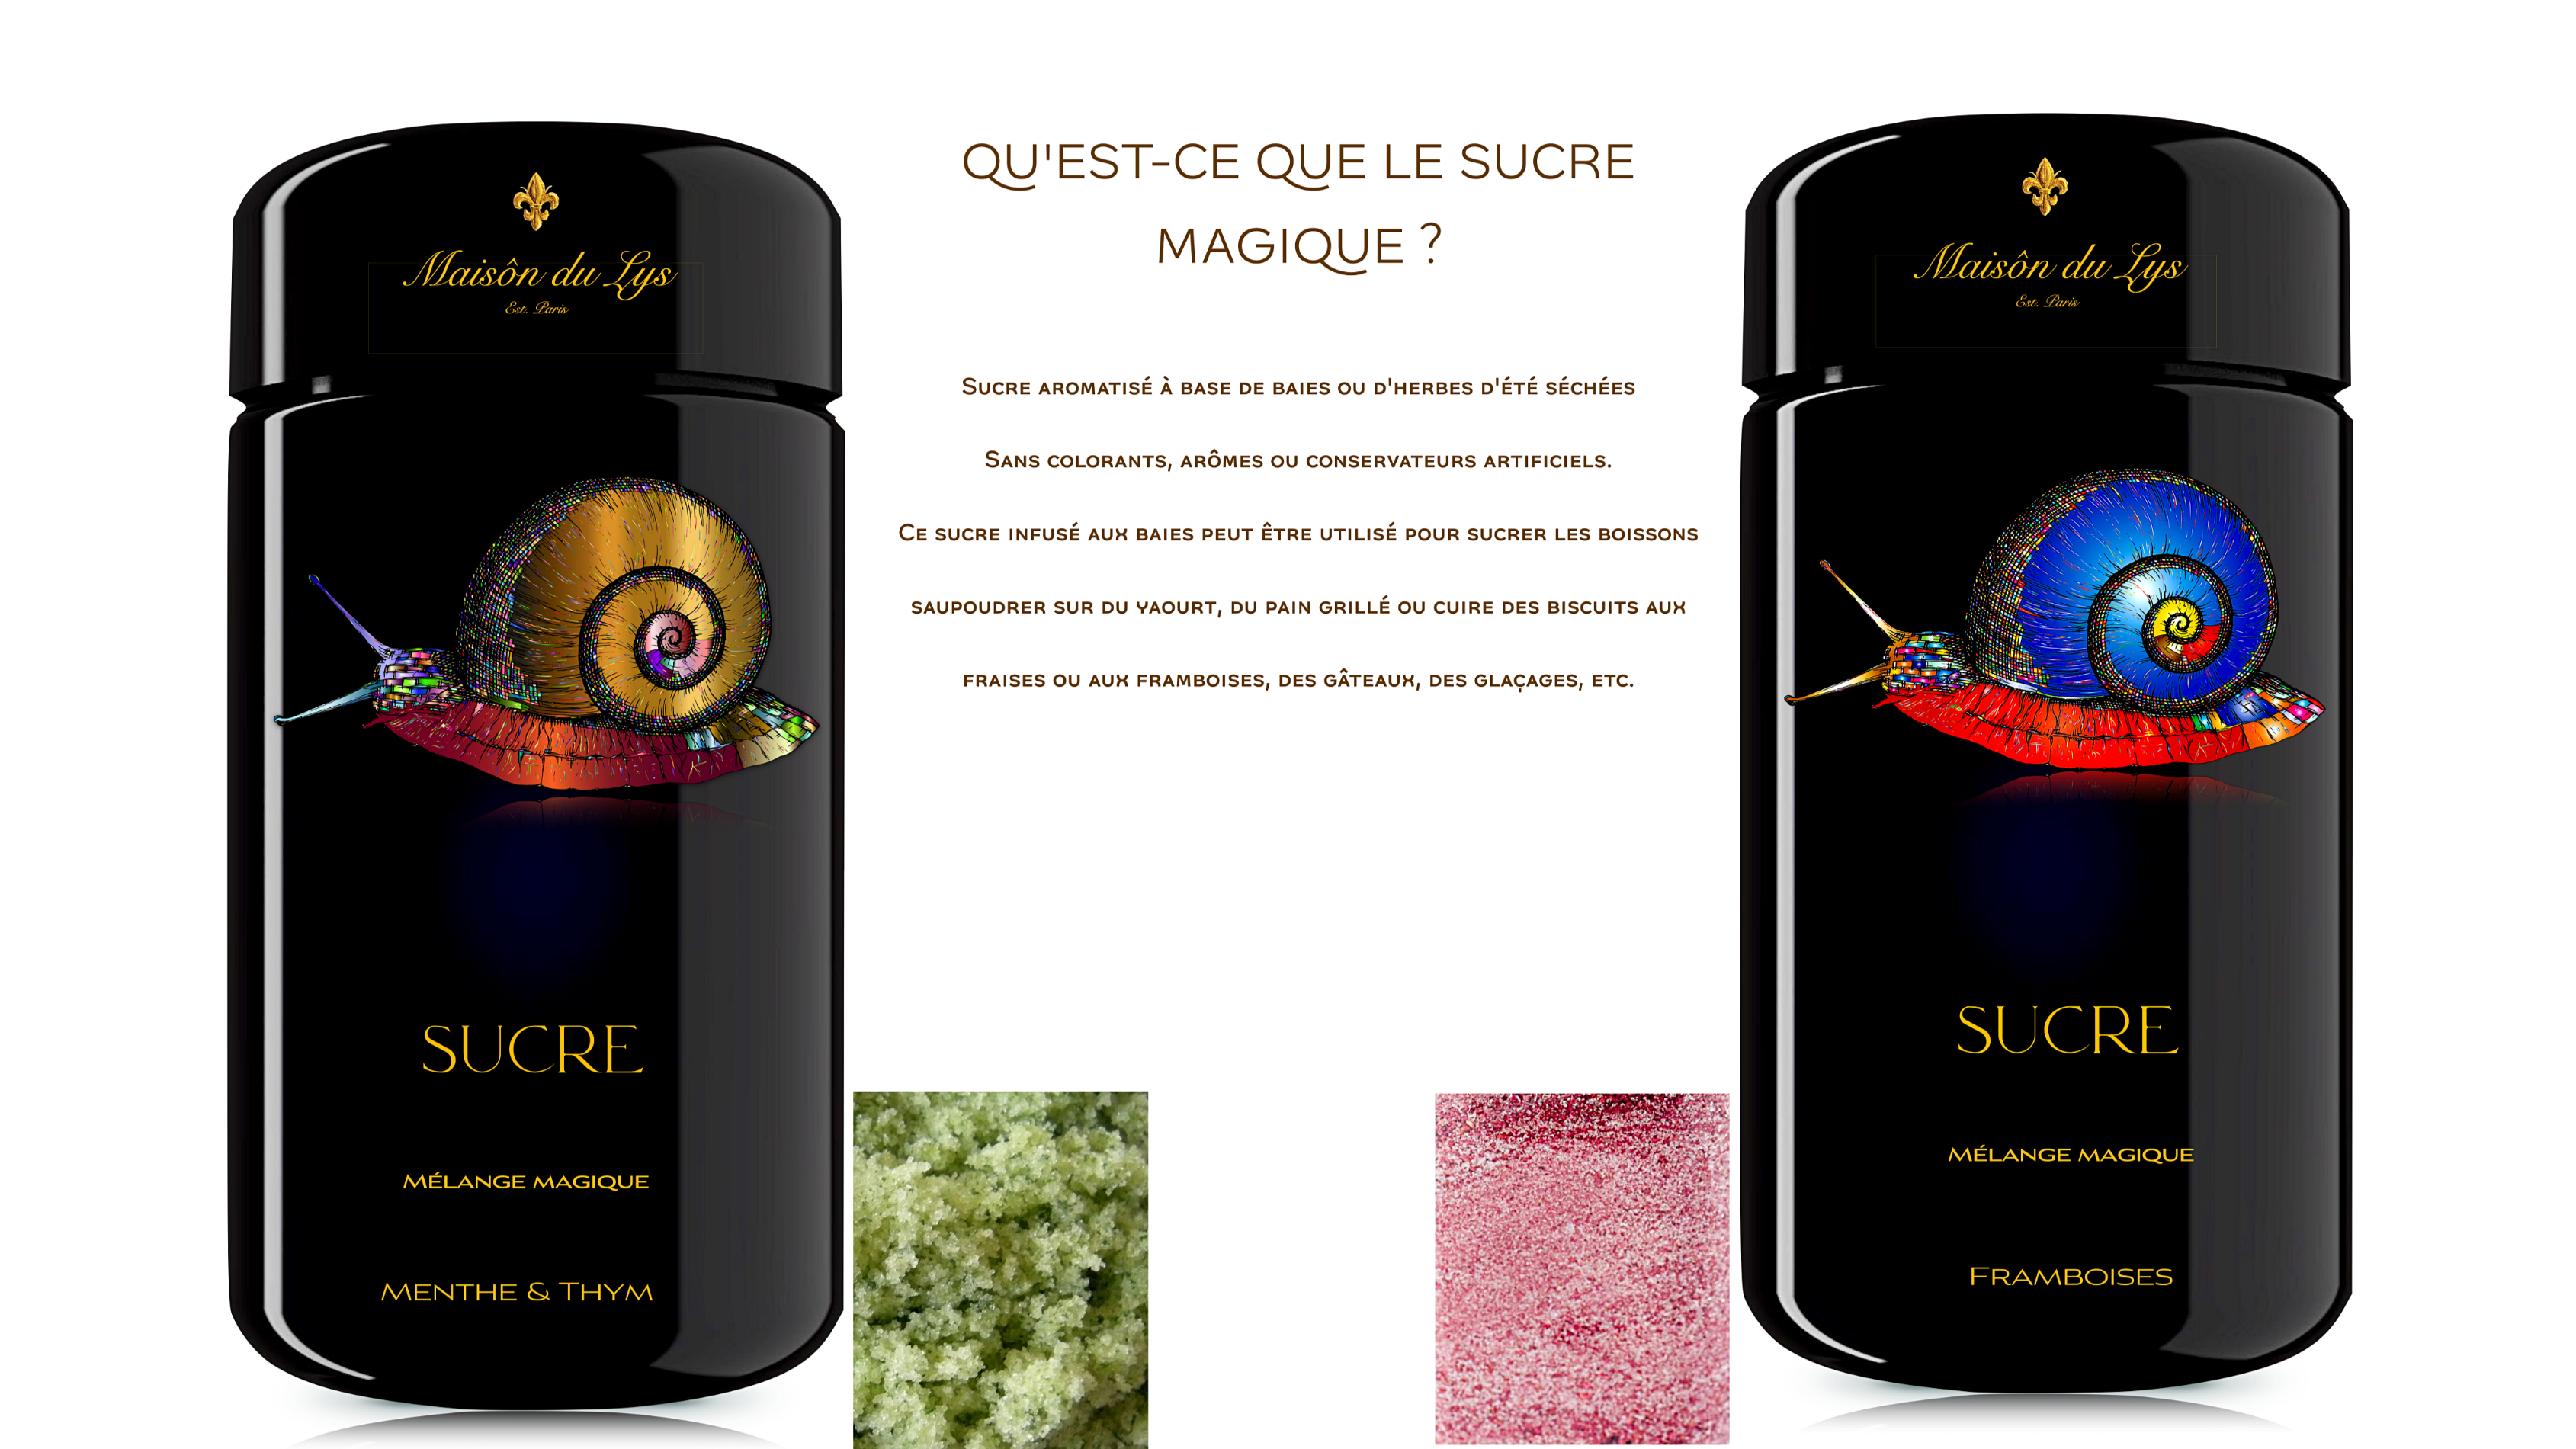 Maisôn du Lys
Est. Paris
SUCRE
MÉLANGE MAGIQUE
MENTHE & THYM
QU'EST-CE QUE LE SUCRE
MAGIQUE ?
SUCRE AROMATISÉ À BASE DE BAIES OU D'HERBES D'ÉTÉ SÉCHÉES
SANS COLORANTS, ARÔMES OU CONSERVATEURS ARTIFICIELS.
CE SUCRE INFUSÉ AUX BAIES PEUT ÊTRE UTILISÉ POUR SUCRER LES BOISSONS
SAUPOUDRER SUR DU YAOURT, DU PAIN GRILLÉ OU CUIRE DES BISCUITS AUX
FRAISES OU AUX FRAMBOISES, DES GÂTEAUX, DES GLAÇAGES, ETC.
Maisôn du Lys
Est. Paris
SUCRE
MÉLANGE MAGIQUE
FRAMBOISES